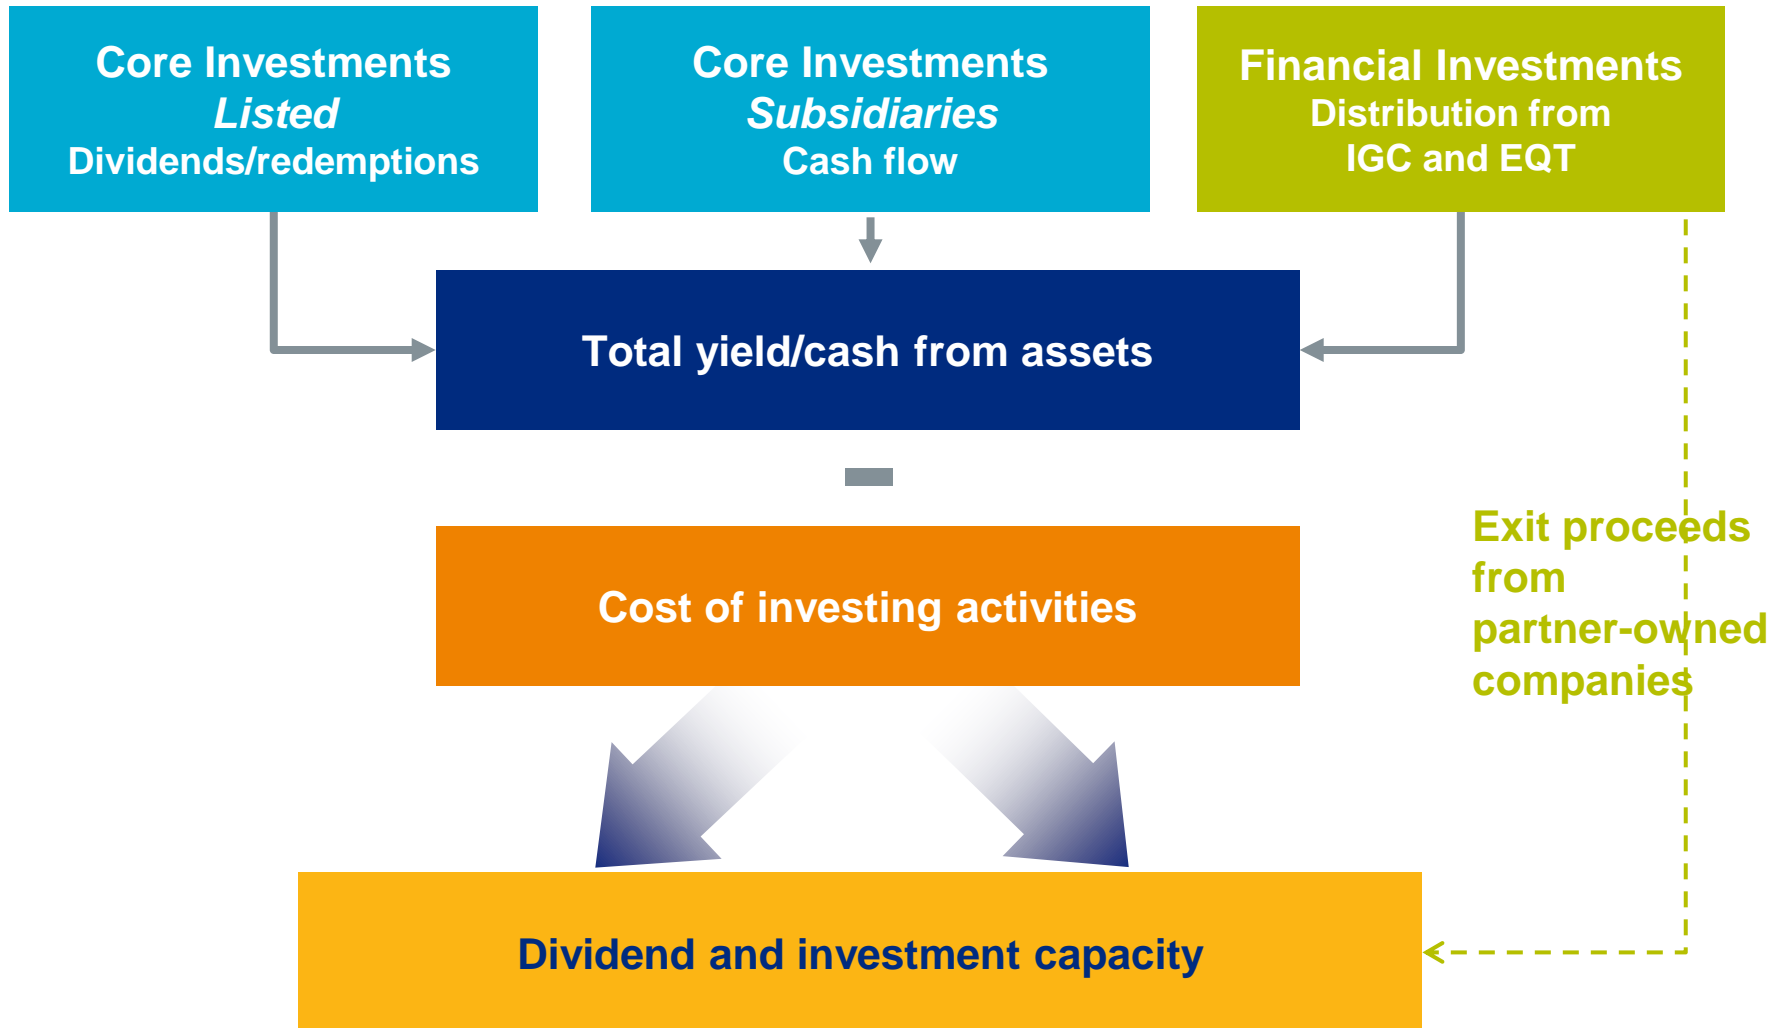 Core Investments
Listed
Dividends/redemptions
Core Investments
Subsidiaries
Cash flow
Financial Investments
Distribution from
IGC and EQT
Total yield/cash from assets
Cost of investing activities
Exit proceeds
from
partner-owned
companies
Dividend and investment capacity